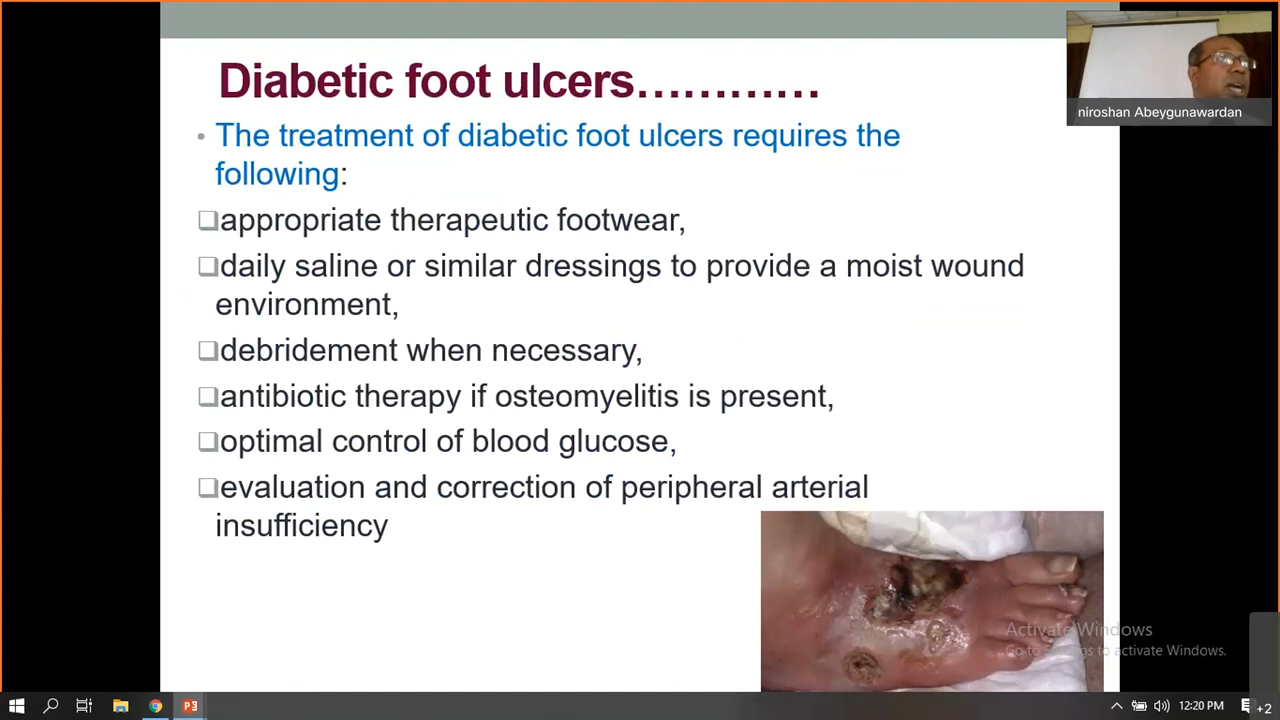 Diabetic foot ulcers…………
niroshan Abeygunawardan
• The treatment of diabetic foot ulcers requires the
following:
❑appropriate therapeutic footwear,
❑daily saline or similar dressings to provide a moist wound
environment,
❑debridement when necessary,
❑antibiotic therapy if osteomyelitis is present,
❑optimal control of blood glucose,
❑evaluation and correction of peripheral arterial
insufficiency
Activate Windows
Go to Settings to activate Windows.
12:20 PM
+2